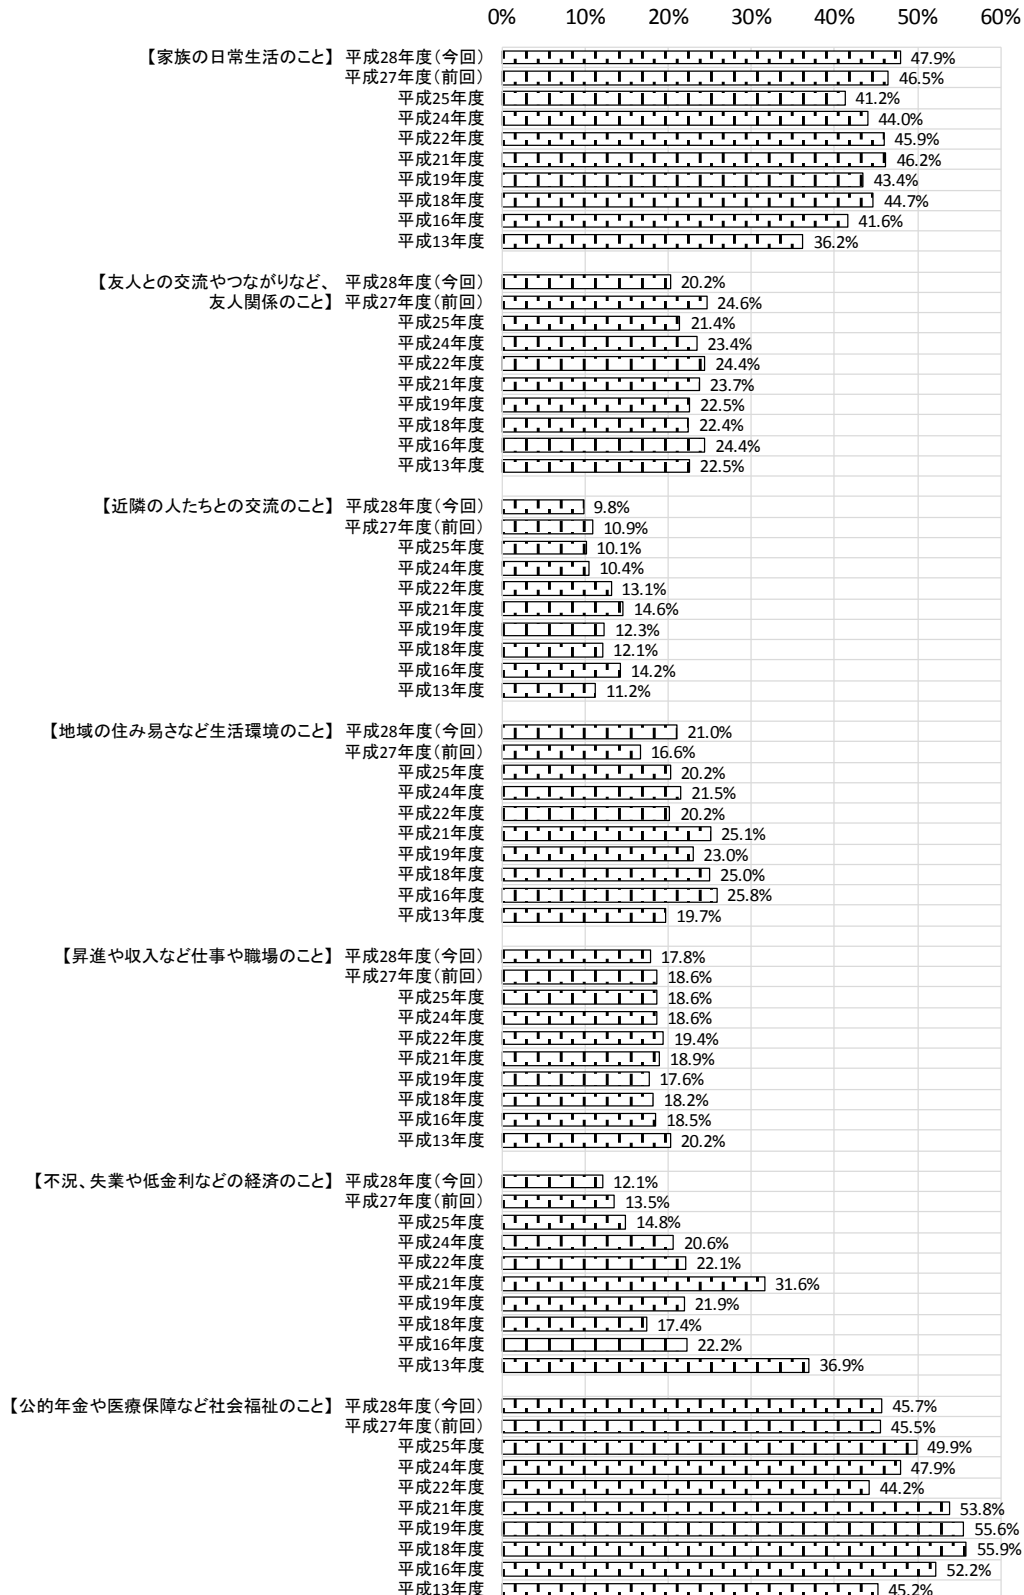 0% 10% 20% 30% 40% 50% 60%
【家族の日常生活のこと】 平成28年度(今回) 47.9%
平成27年度(前回) 46.5%
平成25年度 41.2%
平成24年度 44.0%
平成22年度 45.9%
平成21年度 46.2%
平成19年度 43.4%
平成18年度 44.7%
平成16年度 41.6%
平成13年度 36.2%
【友人との交流やつながりなど、 平成28年度(今回) 20.2%
友人関係のこと】 平成27年度(前回) 24.6%
平成25年度 21.4%
平成24年度 23.4%
平成22年度 24.4%
平成21年度 23.7%
平成19年度 22.5%
平成18年度 22.4%
平成16年度 24.4%
平成13年度 22.5%
【近隣の人たちとの交流のこと】 平成28年度(今回) 9.8%
平成27年度(前回) 10.9%
平成25年度 10.1%
平成24年度 10.4%
平成22年度 13.1%
平成21年度 14.6%
平成19年度 12.3%
平成18年度 12.1%
平成16年度 14.2%
平成13年度 11.2%
【地域の住み易さなど生活環境のこと】 平成28年度(今回) 21.0%
平成27年度(前回) 16.6%
平成25年度 20.2%
平成24年度 21.5%
平成22年度 20.2%
平成21年度 25.1%
平成19年度 23.0%
平成18年度 25.0%
平成16年度 25.8%
平成13年度 19.7%
【昇進や収入など仕事や職場のこと】 平成28年度(今回) 17.8%
平成27年度(前回) 18.6%
平成25年度 18.6%
平成24年度 18.6%
平成22年度 19.4%
平成21年度 18.9%
平成19年度 17.6%
平成18年度 18.2%
平成16年度 18.5%
平成13年度 20.2%
【不況、失業や低金利などの経済のこと】 平成28年度(今回) 12.1%
平成27年度(前回) 13.5%
平成25年度 14.8%
平成24年度 20.6%
平成22年度 22.1%
平成21年度 31.6%
平成19年度 21.9%
平成18年度 17.4%
平成16年度 22.2%
平成13年度 36.9%
【公的年金や医療保障など社会福祉のこと】 平成28年度(今回) 45.7%
平成27年度(前回) 45.5%
平成25年度 49.9%
平成24年度 47.9%
平成22年度 44.2%
平成21年度 53.8%
平成19年度 55.6%
平成18年度 55.9%
平成16年度 52.2%
平成13年度 45.2%